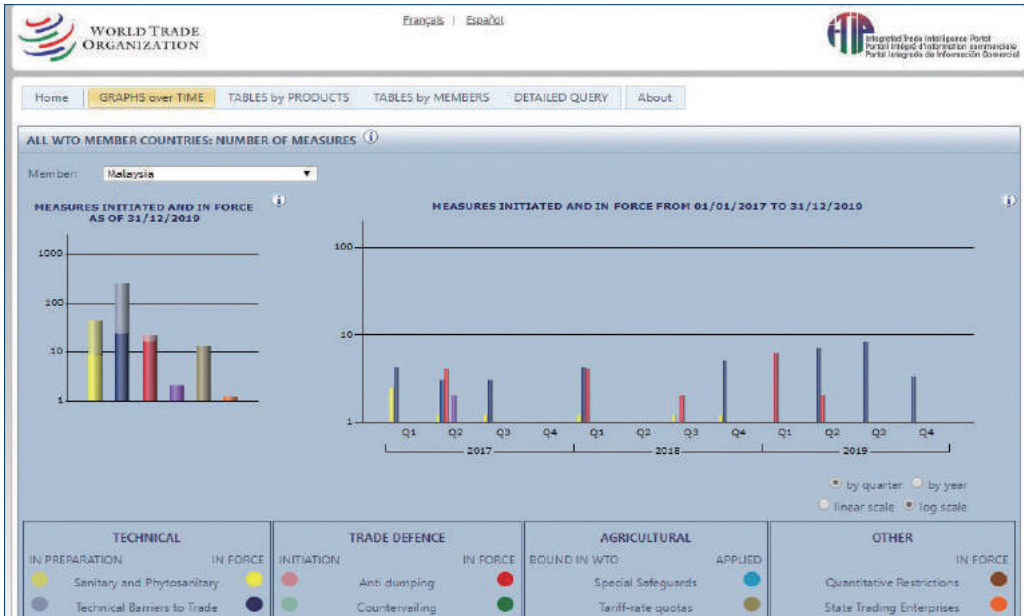 WORLD TRADE
ORGANIZATION
Français | Español
iTIP
Integrated Trade Intelligence Portal
Portail Intégré d'information commerciale
Portal Integrado de Información Comercial
Home
GRAPHS over TIME
TABLES by PRODUCTS
TABLES by MEMBERS
DETAILED QUERY
About
ALL WTO MEMBER COUNTRIES: NUMBER OF MEASURES
Member:
Malaysia
MEASURES INITIATED AND IN FORCE
AS OF 31/12/2019
1000
100
10
1
MEASURES INITIATED AND IN FORCE FROM 01/01/2017 TO 31/12/2019
100
10
1
Q1 Q2 Q3 Q4 Q1 Q2 Q3 Q4 Q1 Q2 Q3 Q4
2017 2018 2019
by quarter by year
linear scale log scale
TECHNICAL
IN PREPARATION IN FORCE
Sanitary and Phytosanitary
Technical Barriers to Trade
TRADE DEFENCE
INITIATION IN FORCE
Anti dumping
Countervailing
AGRICULTURAL
BOUND IN WTO APPLIED
Special Safeguards
Tariff-rate quotas
OTHER
IN FORCE
Quantitative Restrictions
State Trading Enterprises